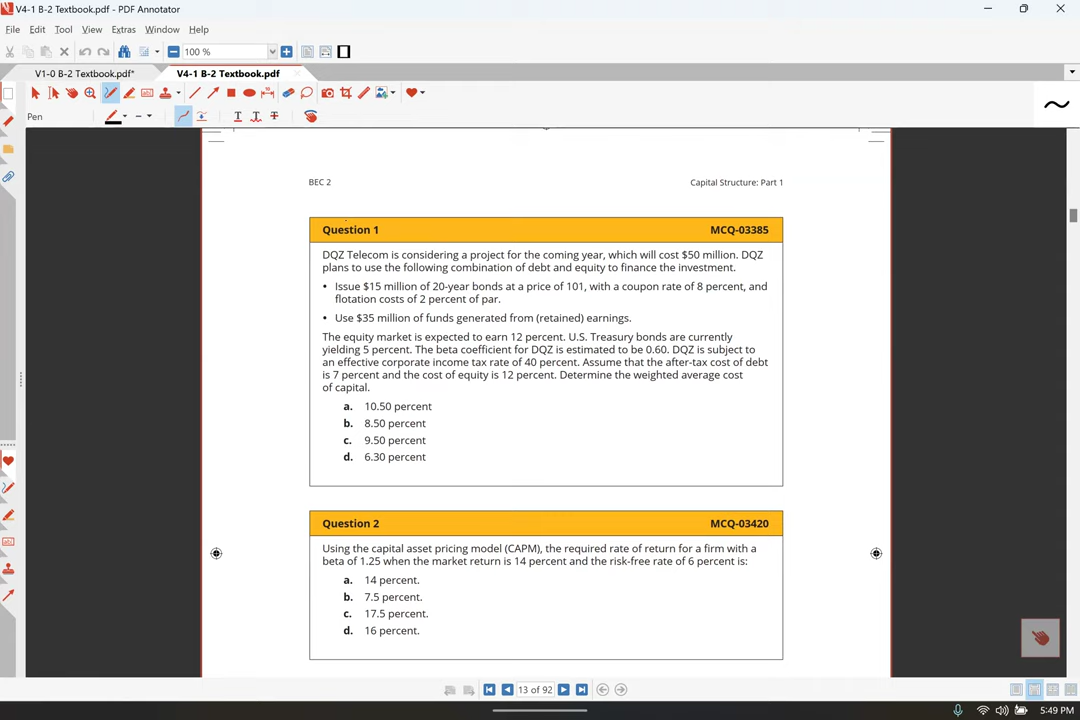 V4-1 B-2 Textbook.pdf - PDF Annotator
File Edit Tool View Extras Window Help
100 %
V1-0 B-2 Textbook.pdf* V4-1 B-2 Textbook.pdf
Pen
BEC 2 Capital Structure: Part 1
Question 1 MCQ-03385
DQZ Telecom is considering a project for the coming year, which will cost $50 million. DQZ
plans to use the following combination of debt and equity to finance the investment.
• Issue $15 million of 20-year bonds at a price of 101, with a coupon rate of 8 percent, and
flotation costs of 2 percent of par.
• Use $35 million of funds generated from (retained) earnings.
The equity market is expected to earn 12 percent. U.S. Treasury bonds are currently
yielding 5 percent. The beta coefficient for DQZ is estimated to be 0.60. DQZ is subject to
an effective corporate income tax rate of 40 percent. Assume that the after-tax cost of debt
is 7 percent and the cost of equity is 12 percent. Determine the weighted average cost
of capital.
a. 10.50 percent
b. 8.50 percent
c. 9.50 percent
d. 6.30 percent
Question 2 MCQ-03420
Using the capital asset pricing model (CAPM), the required rate of return for a firm with a
beta of 1.25 when the market return is 14 percent and the risk-free rate of 6 percent is:
a. 14 percent.
b. 7.5 percent.
c. 17.5 percent.
d. 16 percent.
13 of 92
5:49 PM